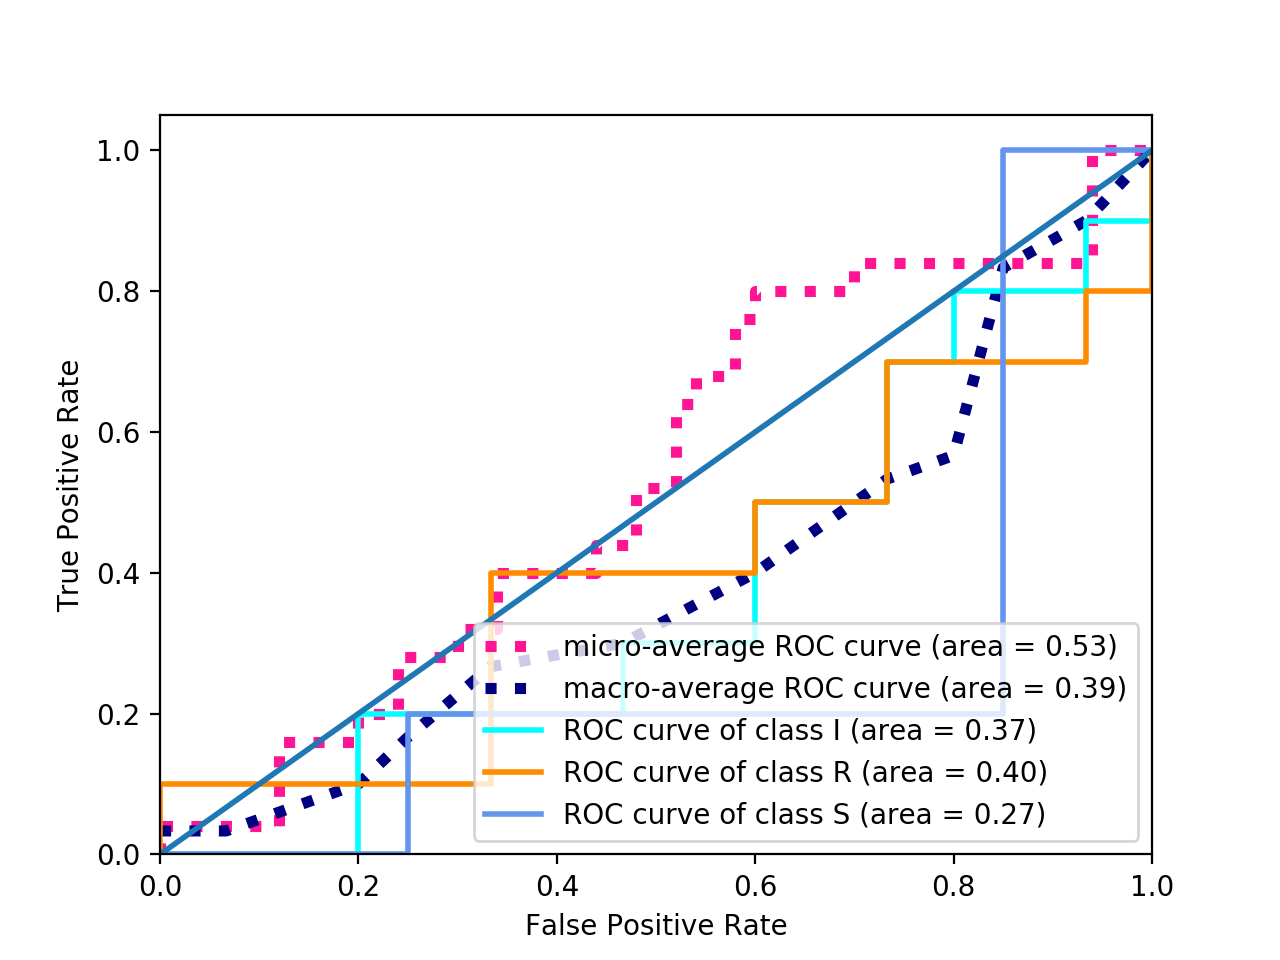 1.0
0.8
0.6
0.4
0.2
0.0
True Positive Rate
micro-average ROC curve (area = 0.53)
macro-average ROC curve (area = 0.39)
ROC curve of class I (area = 0.37)
ROC curve of class R (area = 0.40)
ROC curve of class S (area = 0.27)
0.0 0.2 0.4 0.6 0.8 1.0
False Positive Rate